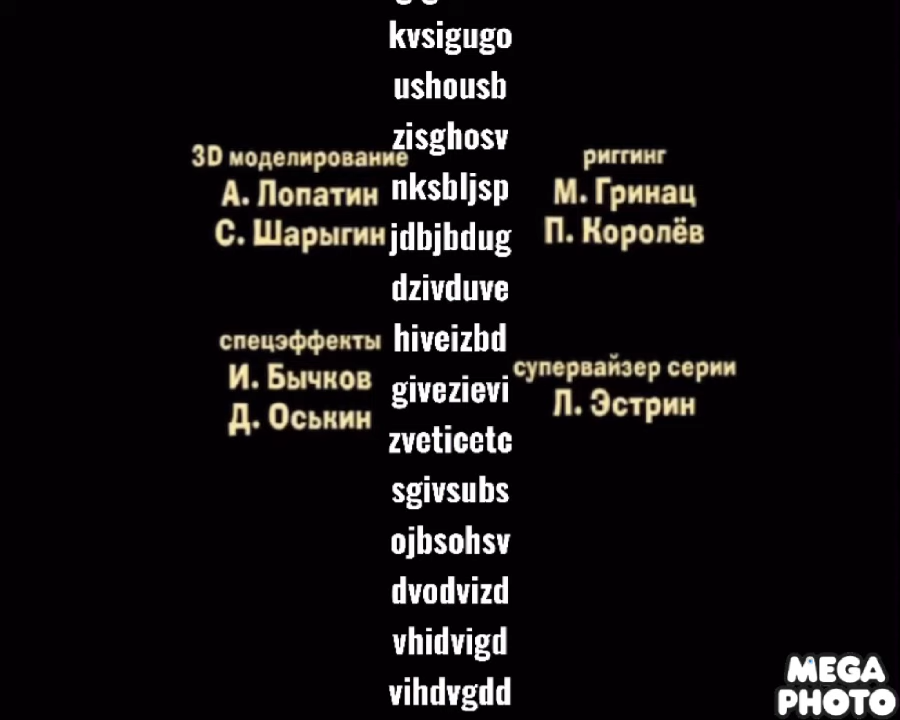 kvsigugo
ushousb
zisghosv
nksbljsp
jdbjbdug
dzivduve
hiveizbd
givezievi
zveticetc
sgivsubs
ojbsohsv
dvodvizd
vhidvigd
vihdvgdd
3D моделирование
А. Лопатин
С. Шарыгин
риггинг
М. Гринац
П. Королёв
спецэффекты
И. Бычков
Д. Оськин
супервайзер серии
Л. Эстрин
MEGA
PHOTO